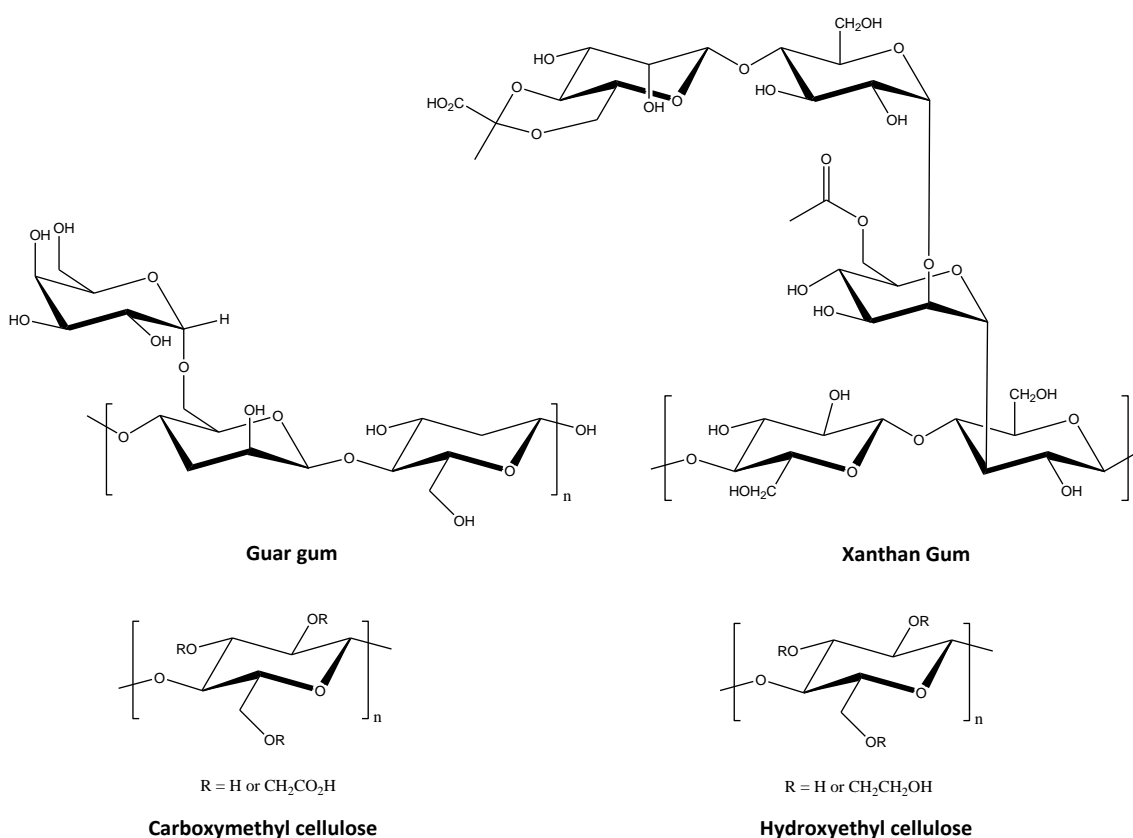 CH₂OH
HO
O
O
O
HO
HO
OH
O
HO₂C
O
OH
O
O
O
O
O
HO
HO
OH
OH
O
HO
HO
OH
H
O
OH
O
O
O
HO
O
OH
OH
n
OH
HO
O
HOH₂C
O
O
CH₂OH
O
OH
n
Guar gum
Xanthan Gum
OR
RO
O
O
OR
n
R = H or CH₂CO₂H
Carboxymethyl cellulose
OR
RO
O
O
OR
n
R = H or CH₂CH₂OH
Hydroxyethyl cellulose